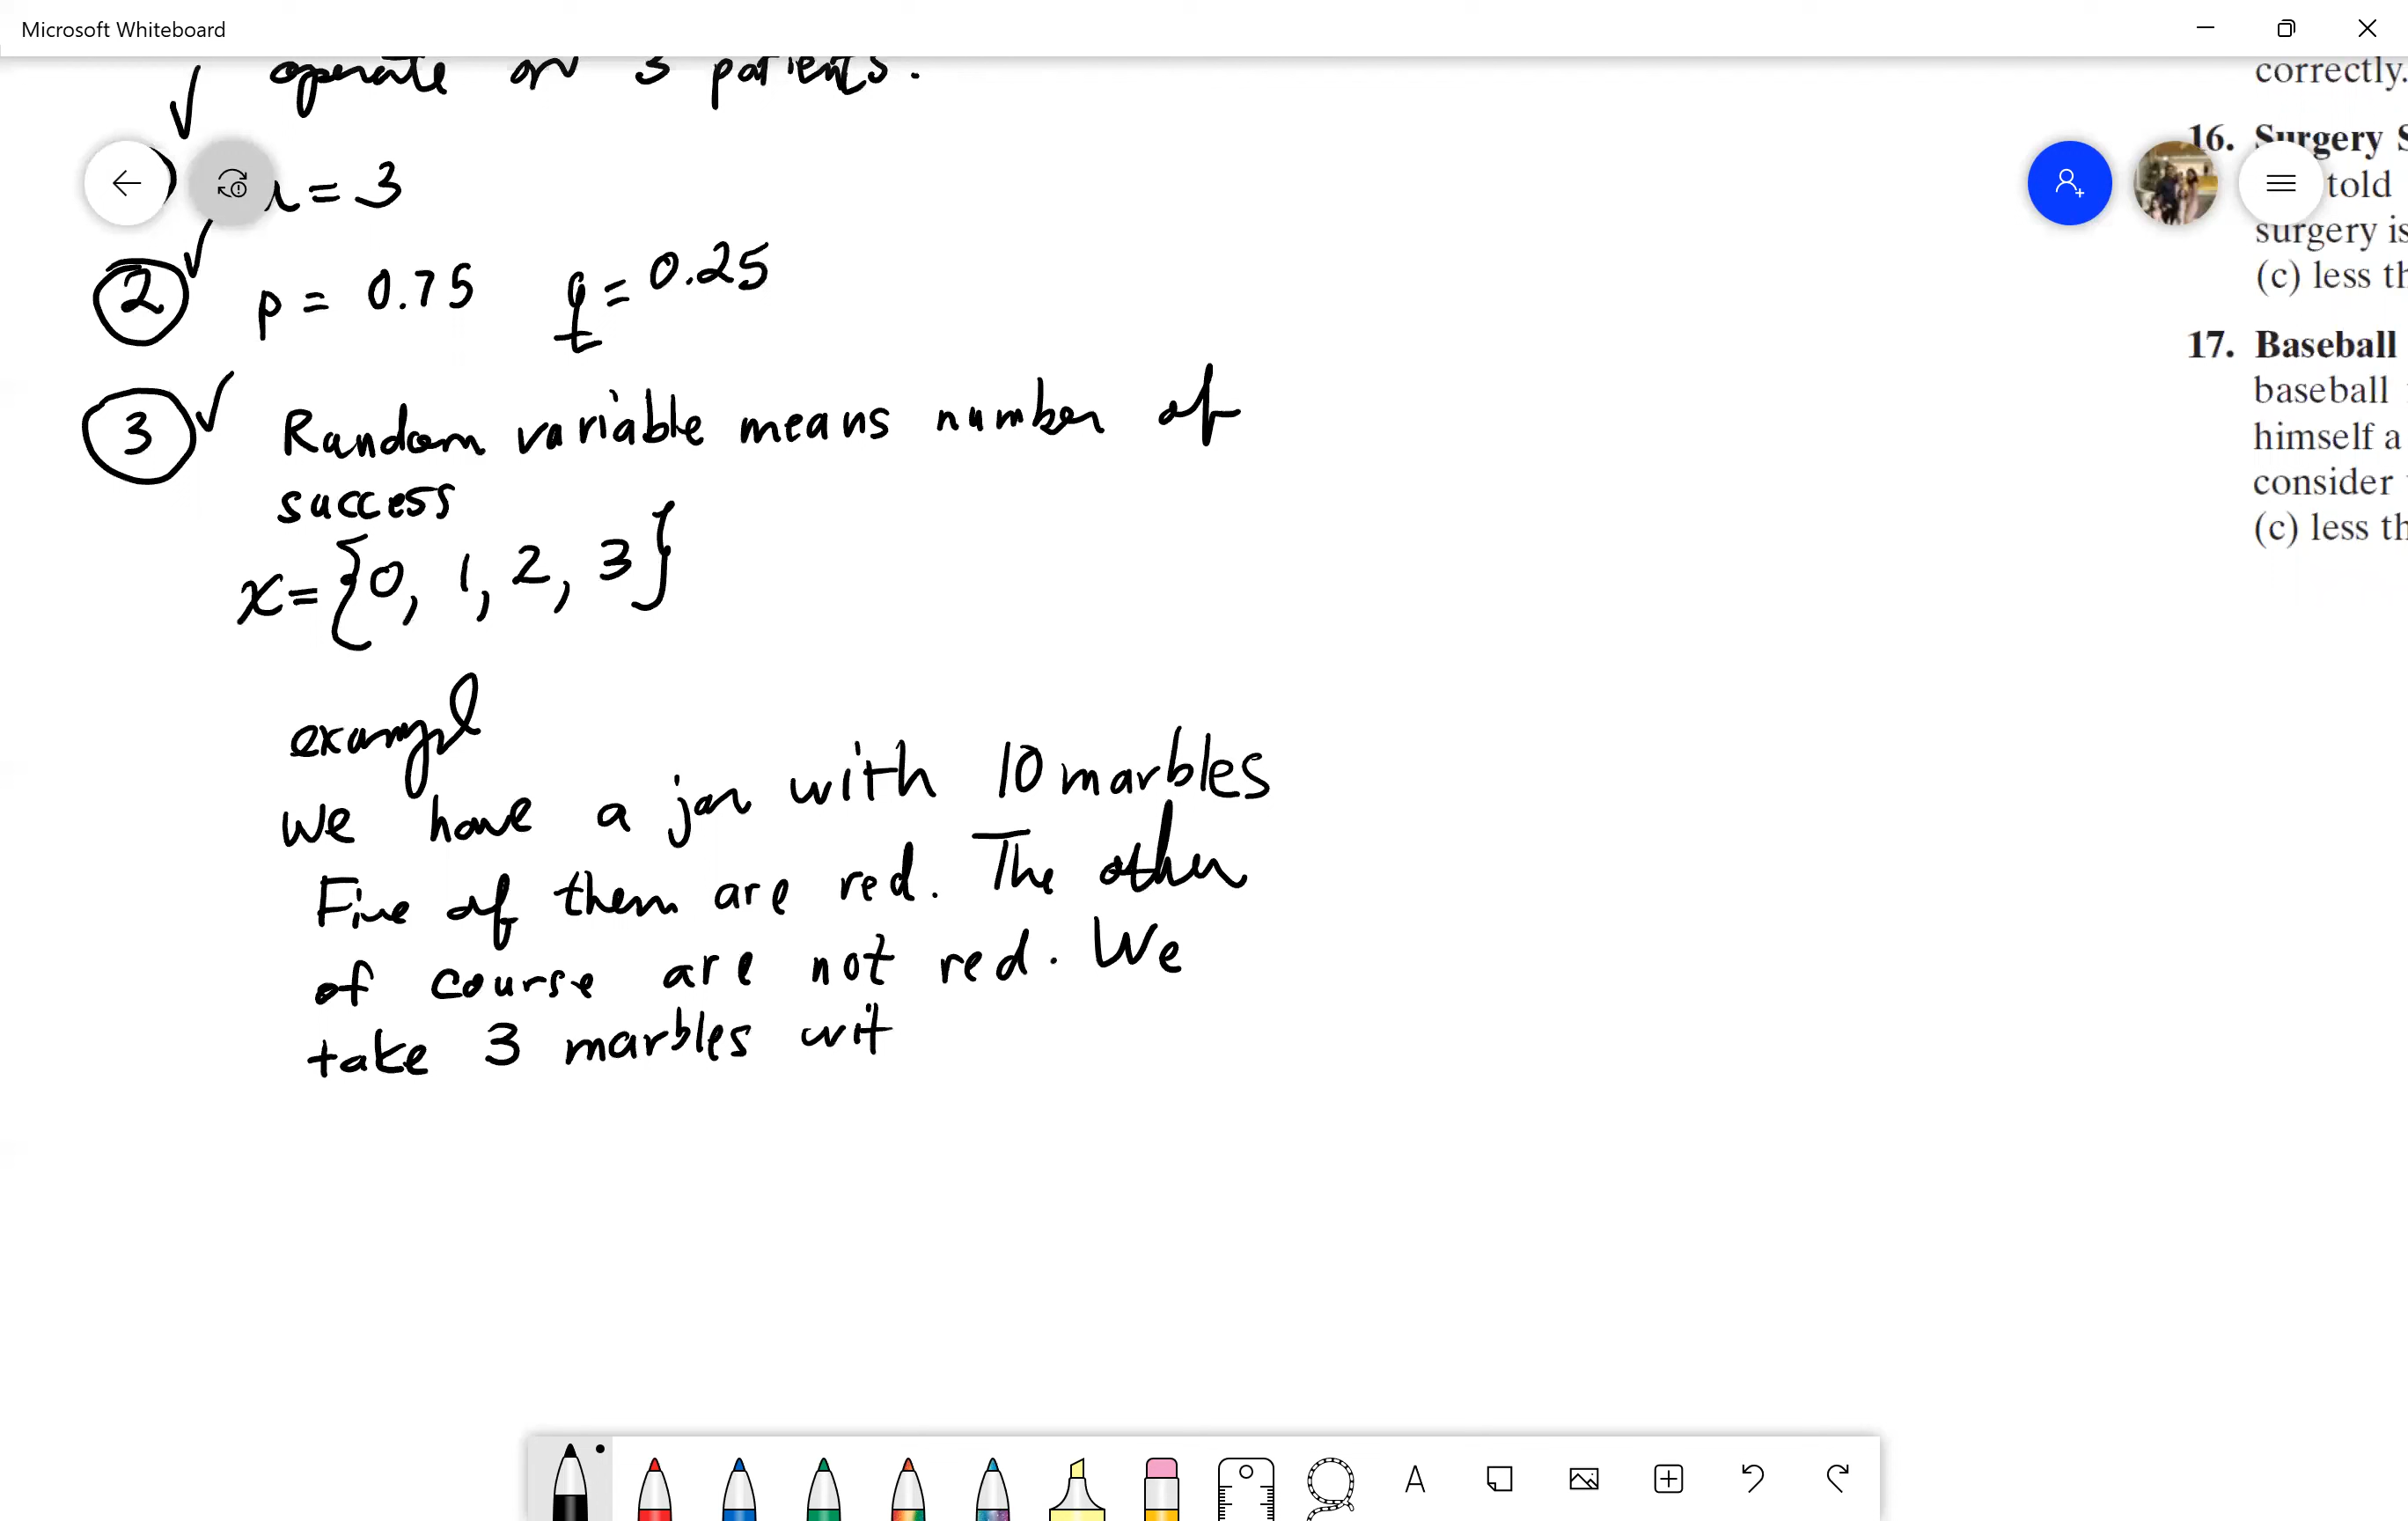 Microsoft Whiteboard
operate on 3 patients.
= 3
2 p = 0.75 q = 0.25
3 Random variable means number of
success
x = {0, 1, 2, 3}
exampl
We have a jar with 10 marbles
Five of them are red. The other
of course are not red. We
take 3 marbles wit
correctly.
16. Surgery S
told
surgery is
(c) less th
17. Baseball
baseball
himself a
consider
(c) less th
A